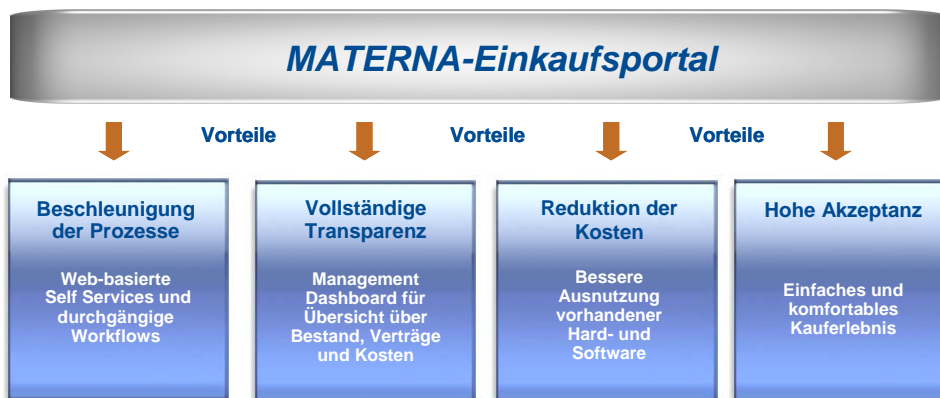 MATERNA-Einkaufsportal
Vorteile
Vorteile
Vorteile
Beschleunigung
der Prozesse
Web-basierte
Self Services und
durchgängige
Workflows
Vollständige
Transparenz
Management
Dashboard für
Übersicht über
Bestand, Verträge
und Kosten
Reduktion der
Kosten
Bessere
Ausnutzung
vorhandener
Hard- und
Software
Hohe Akzeptanz
Einfaches und
komfortables
Kauferlebnis